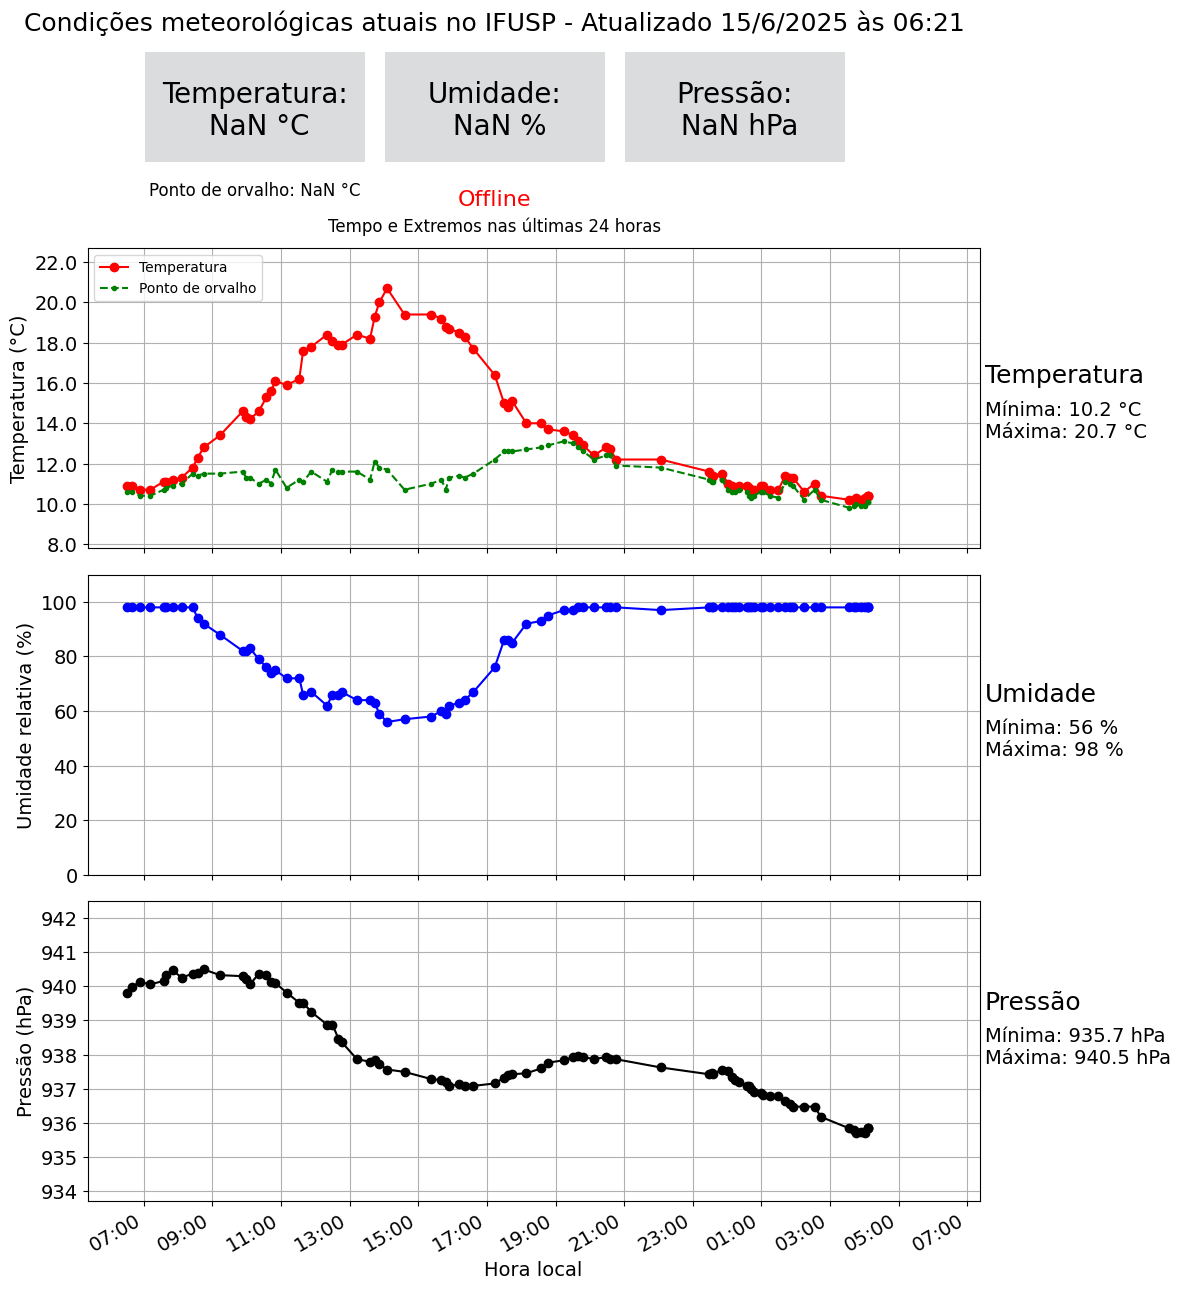 Condições meteorológicas atuais no IFUSP - Atualizado 15/6/2025 às 06:21
Temperatura:
NaN °C
Umidade:
NaN %
Pressão:
NaN hPa
Ponto de orvalho: NaN °C
Offline
Tempo e Extremos nas últimas 24 horas
Temperatura (°C)
22.0
20.0
18.0
16.0
14.0
12.0
10.0
8.0
Temperatura
Ponto de orvalho
Temperatura
Mínima: 10.2 °C
Máxima: 20.7 °C
Umidade relativa (%)
100
80
60
40
20
0
Umidade
Mínima: 56 %
Máxima: 98 %
Pressão (hPa)
942
941
940
939
938
937
936
935
934
Pressão
Mínima: 935.7 hPa
Máxima: 940.5 hPa
07:00 09:00 11:00 13:00 15:00 17:00 19:00 21:00 23:00 01:00 03:00 05:00 07:00
Hora local